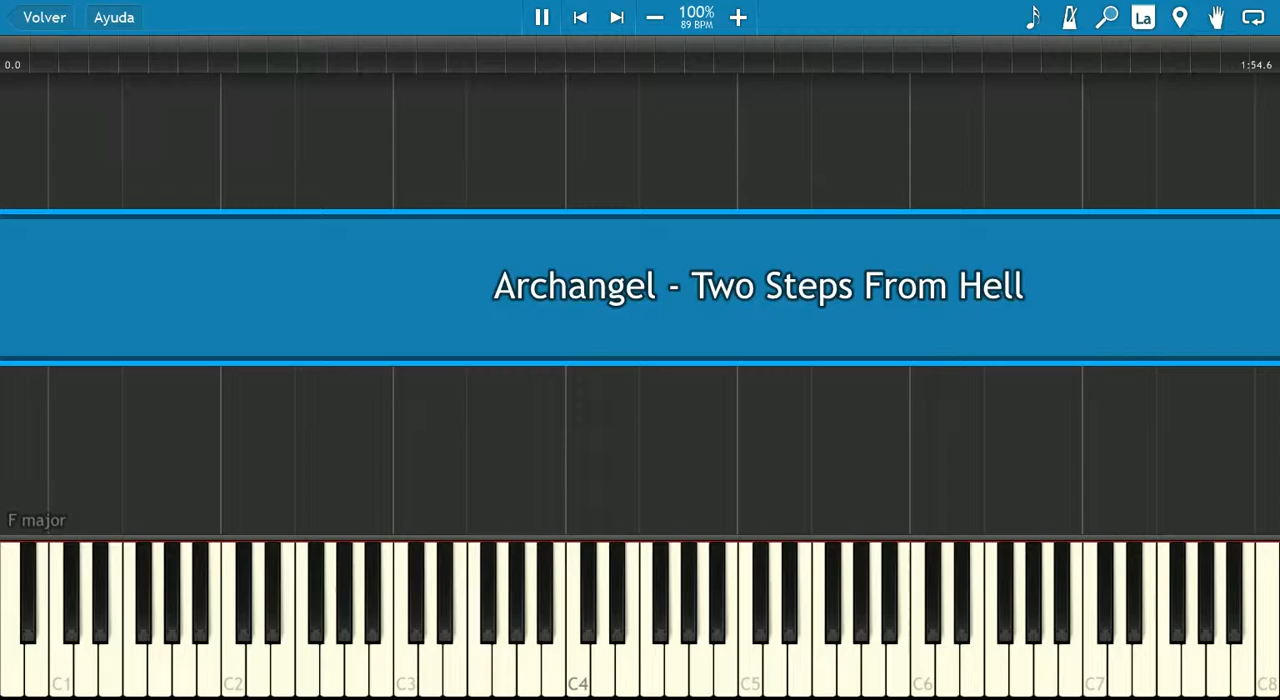 Volver Ayuda 100% La
89 BPM
0.0 1:54.6
Archangel - Two Steps From Hell
F major
C1 C2 C3 C4 C5 C6 C7 C8